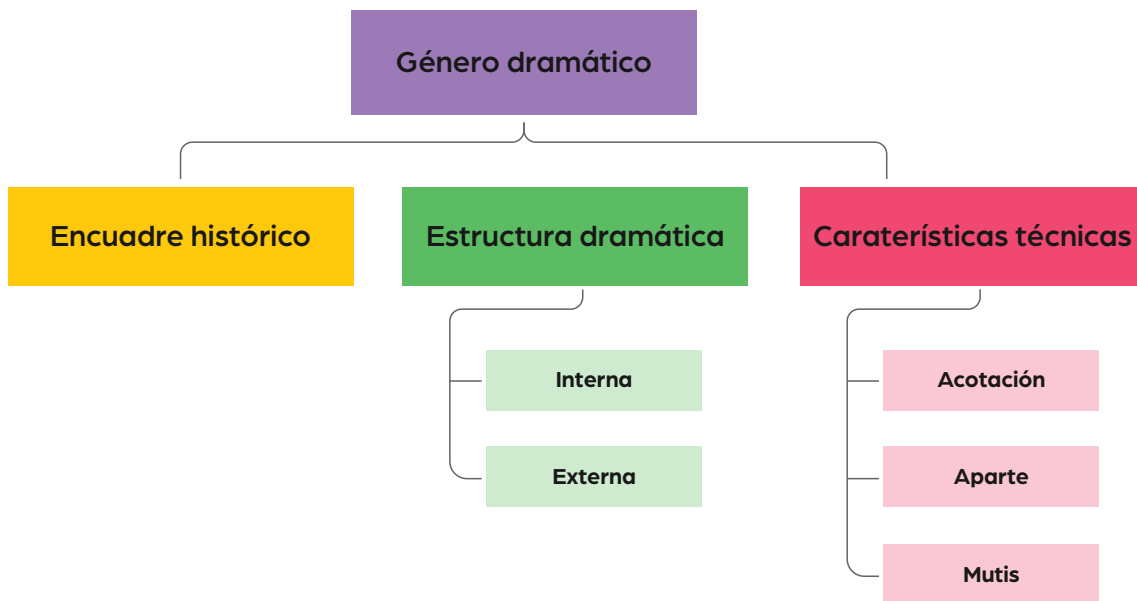 Género dramático
Encuadre histórico
Estructura dramática
Caraterísticas técnicas
Interna
Externa
Acotación
Aparte
Mutis